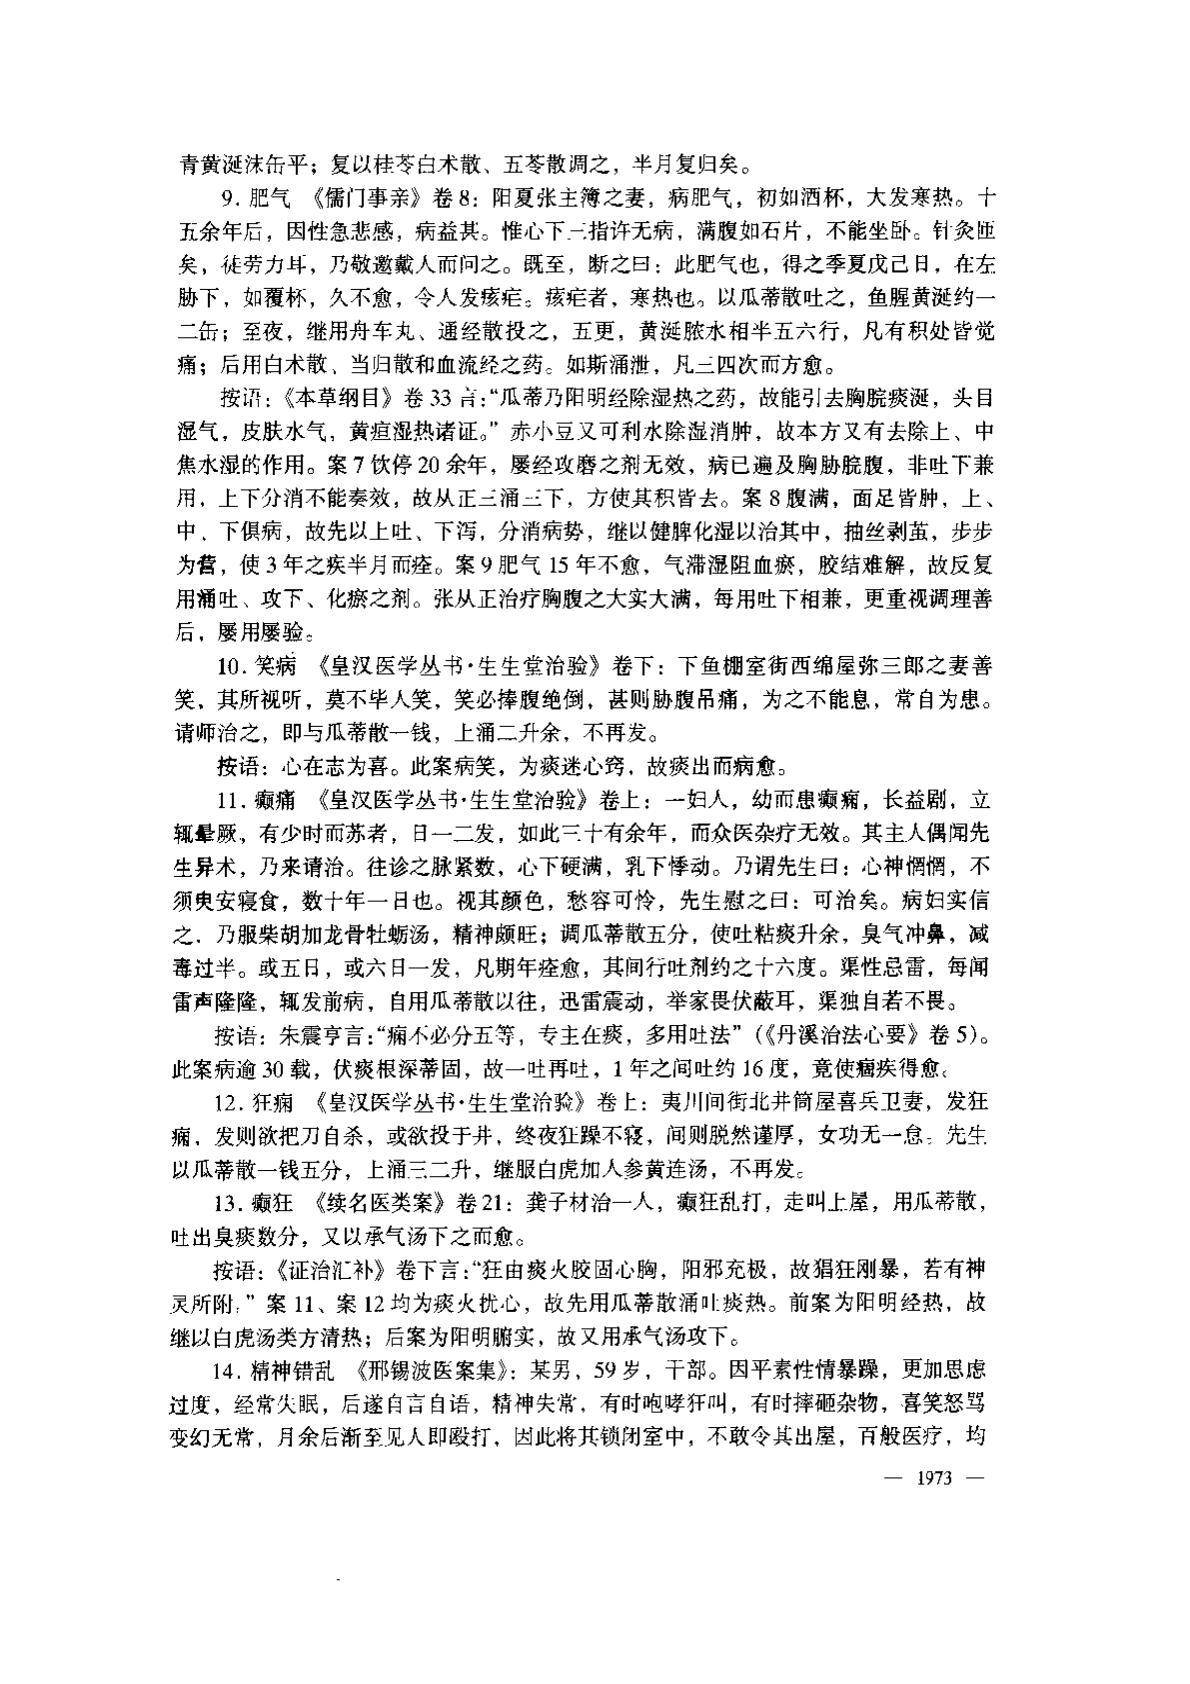 青黄涎沫缶平；复以桂苓白术散、五苓散调之，半月复归矣。
9. 肥气 《儒门事亲》卷8：阳夏张主簿之妻，病肥气，初如酒杯，大发寒热。十
五余年后，因性急悲感，病益甚。惟心下三指许无病，满腹如石片，不能坐卧。针灸匝
矣，徒劳力耳，乃敬邀戴人而问之。既至，断之曰：此肥气也，得之季夏戊己日，在左
胁下，如覆杯，久不愈，令人发痎疟。痎疟者，寒热也。以瓜蒂散吐之，鱼腥黄涎约一
二缶；至夜，继用舟车丸、通经散投之，五更，黄涎脓水相半五六行，凡有积处皆觉
痛；后用白术散、当归散和血流经之药。如斯涌泄，凡三四次而方愈。
按语：《本草纲目》卷33言：“瓜蒂乃阳明经除湿热之药，故能引去胸脘痰涎，头目
湿气，皮肤水气，黄疸湿热诸证。”赤小豆又可利水除湿消肿，故本方又有去除上、中
焦水湿的作用。案7饮停20余年，屡经攻磨之剂无效，病已遍及胸胁脘腹，非吐下兼
用，上下分消不能奏效，故从正三涌三下，方使其积皆去。案8腹满，面足皆肿，上、
中、下俱病，故先以上吐、下泻，分消病势，继以健脾化湿以治其中，抽丝剥茧，步步
为营，使3年之疾半月而痊。案9肥气15年不愈，气滞湿阻血瘀，胶结难解，故反复
用涌吐、攻下、化瘀之剂。张从正治疗胸腹之大实大满，每用吐下相兼，更重视调理善
后，屡用屡验。
10. 笑病 《皇汉医学丛书·生生堂治验》卷下：下鱼棚室街西绵屋弥三郎之妻善
笑，其所视听，莫不毕人笑，笑必捧腹绝倒，甚则胁腹吊痛，为之不能息，常自为患。
请师治之，即与瓜蒂散一钱，上涌二升余，不再发。
按语：心在志为喜。此案病笑，为痰迷心窍，故痰出而病愈。
11. 癫痫 《皇汉医学丛书·生生堂治验》卷上：一妇人，幼而患癫痫，长益剧，立
辄晕厥，有少时而苏者，日一二发，如此三十有余年，而众医杂疗无效。其主人偶闻先
生异术，乃来请治。往诊之脉紧数，心下硬满，乳下悸动。乃谓先生曰：心神惘惘，不
须臾安寝食，数十年一日也。视其颜色，愁容可怜，先生慰之曰：可治矣。病妇实信
之，乃服柴胡加龙骨牡蛎汤，精神颇旺；调瓜蒂散五分，使吐粘痰升余，臭气冲鼻，减
毒过半。或五日，或六日一发，凡期年痊愈，其间行吐剂约之十六度。渠性忌雷，每闻
雷声隆隆，辄发前病，自用瓜蒂散以往，迅雷震动，举家畏伏蔽耳，渠独自若不畏。
按语：朱震亨言：“痫不必分五等，专主在痰，多用吐法”（《丹溪治法心要》卷5）。
此案病逾30载，伏痰根深蒂固，故一吐再吐，1年之间吐约16度，竟使痼疾得愈。
12. 狂痫 《皇汉医学丛书·生生堂治验》卷上：夷川间街北井筒屋喜兵卫妻，发狂
痫，发则欲把刀自杀，或欲投于井，终夜狂躁不寝，间则脱然谨厚，女功无一怠。先生
以瓜蒂散一钱五分，上涌三二升，继服白虎加人参黄连汤，不再发。
13. 癫狂 《续名医类案》卷21：龚子材治一人，癫狂乱打，走叫上屋，用瓜蒂散，
吐出臭痰数分，又以承气汤下之而愈。
按语：《证治汇补》卷下言：“狂由痰火胶固心胸，阳邪充极，故猖狂刚暴，若有神
灵所附。”案11、案12均为痰火扰心，故先用瓜蒂散涌吐痰热。前案为阳明经热，故
继以白虎汤类方清热；后案为阳明腑实，故又用承气汤攻下。
14. 精神错乱 《邢锡波医案集》：某男，59岁，干部。因平素性情暴躁，更加思虑
过度，经常失眠，后遂自言自语，精神失常，有时咆哮狂叫，有时摔砸杂物，喜笑怒骂
变幻无常，月余后渐至见人即殴打，因此将其锁闭室中，不敢令其出屋，百般医疗，均
— 1973 —